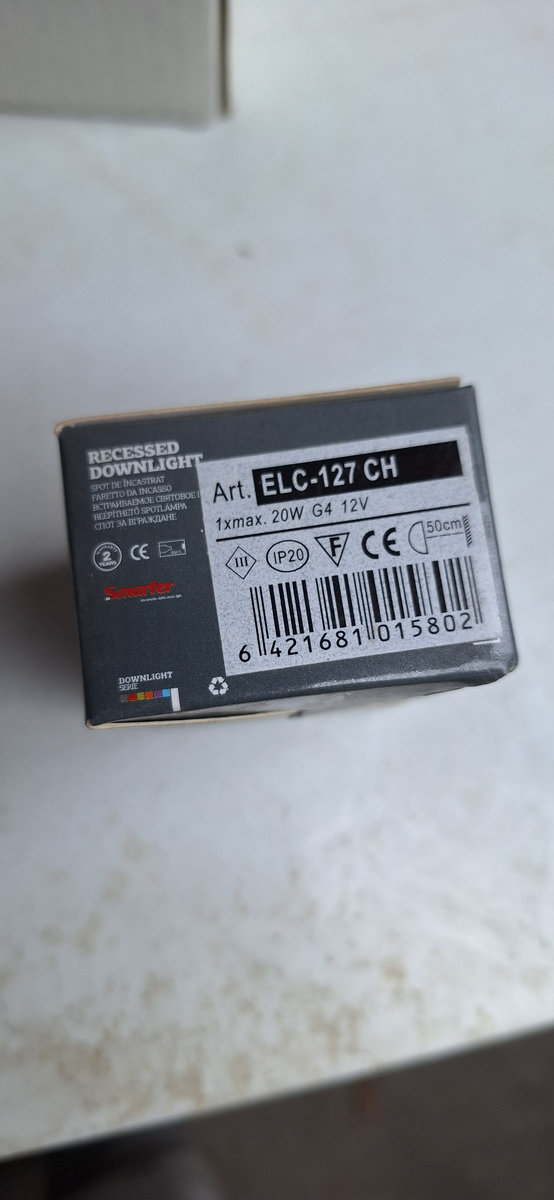 RECESSED
DOWNLIGHT
SPOT DE ÎNCASTRAT
FARETTO DA INCASSO
ВСТРАИВАЕМОЕ СВЕТОВОЕ
BEÉPÍTHETŐ SPOTLÁMPA
СПОТ ЗА ВГРАЖДАНЕ
2
YEARS
CE
Smarter
DOWNLIGHT
SERIE
Art. ELC-127 CH
1xmax. 20W G4 12V
III IP20 F CE 50cm
6 421681 015802